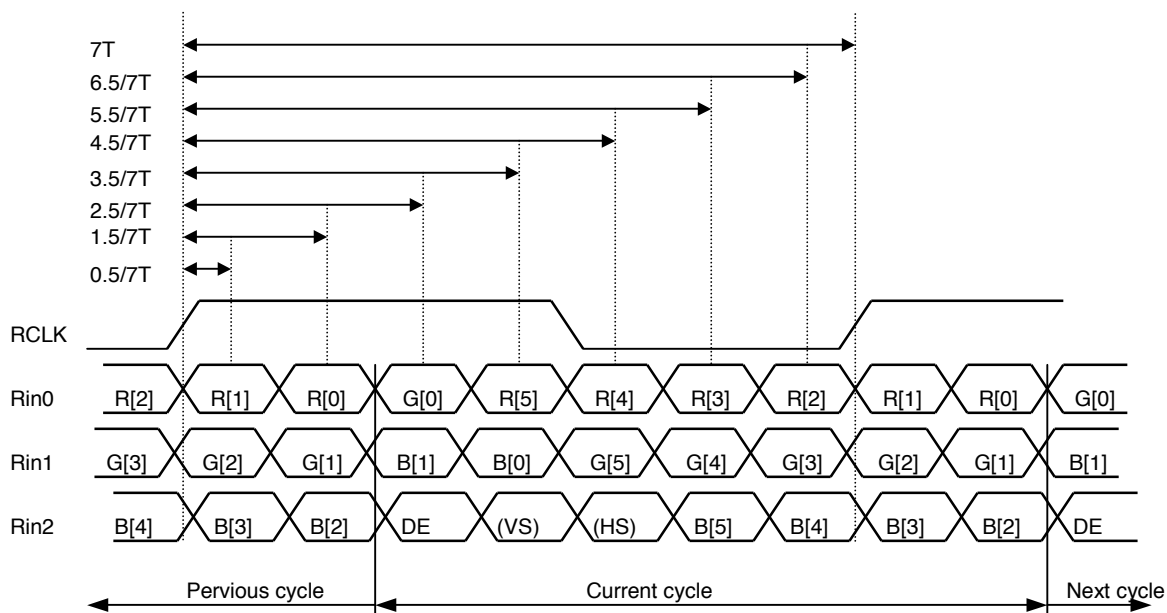 7T
6.5/7T
5.5/7T
4.5/7T
3.5/7T
2.5/7T
1.5/7T
0.5/7T
RCLK
Rin0 R[2] R[1] R[0] G[0] R[5] R[4] R[3] R[2] R[1] R[0] G[0]
Rin1 G[3] G[2] G[1] B[1] B[0] G[5] G[4] G[3] G[2] G[1] B[1]
Rin2 B[4] B[3] B[2] DE (VS) (HS) B[5] B[4] B[3] B[2] DE
Pervious cycle Current cycle Next cycle